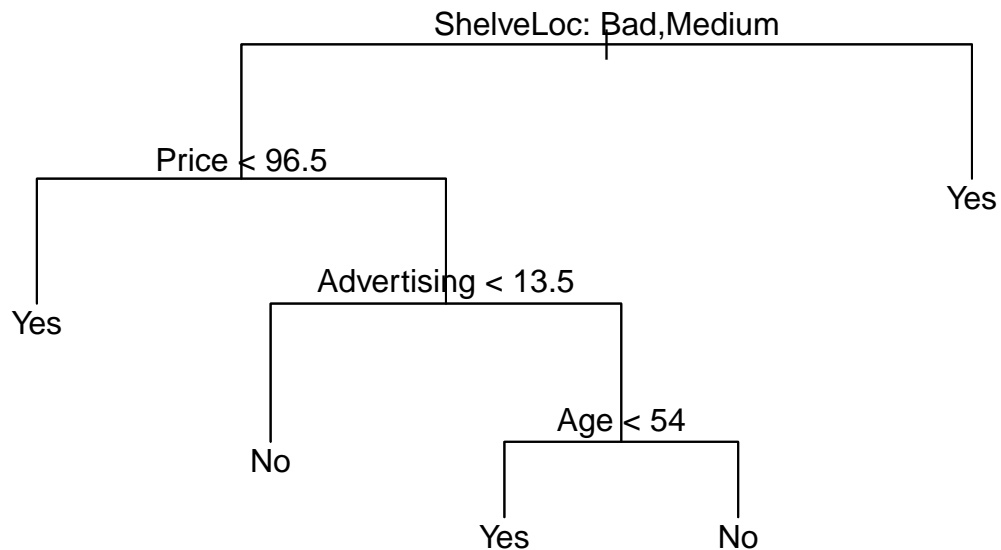 ShelveLoc: Bad,Medium
Price < 96.5
Yes
Yes
Advertising < 13.5
No
Age < 54
Yes
No